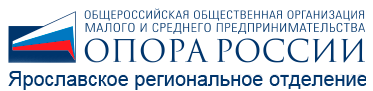 ОБЩЕРОССИЙСКАЯ ОБЩЕСТВЕННАЯ ОРГАНИЗАЦИЯ
МАЛОГО И СРЕДНЕГО ПРЕДПРИНИМАТЕЛЬСТВА
ОПОРА РОССИИ
Ярославское региональное отделение